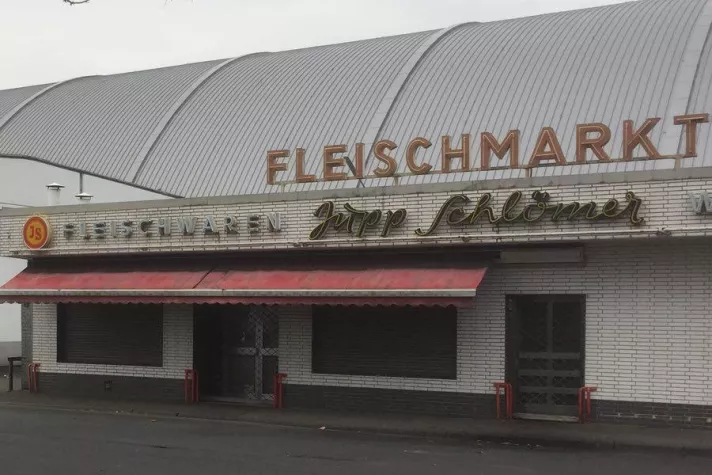 FLEISCHMARKT
JS FLEISCHWAREN Jupp Schlömer W